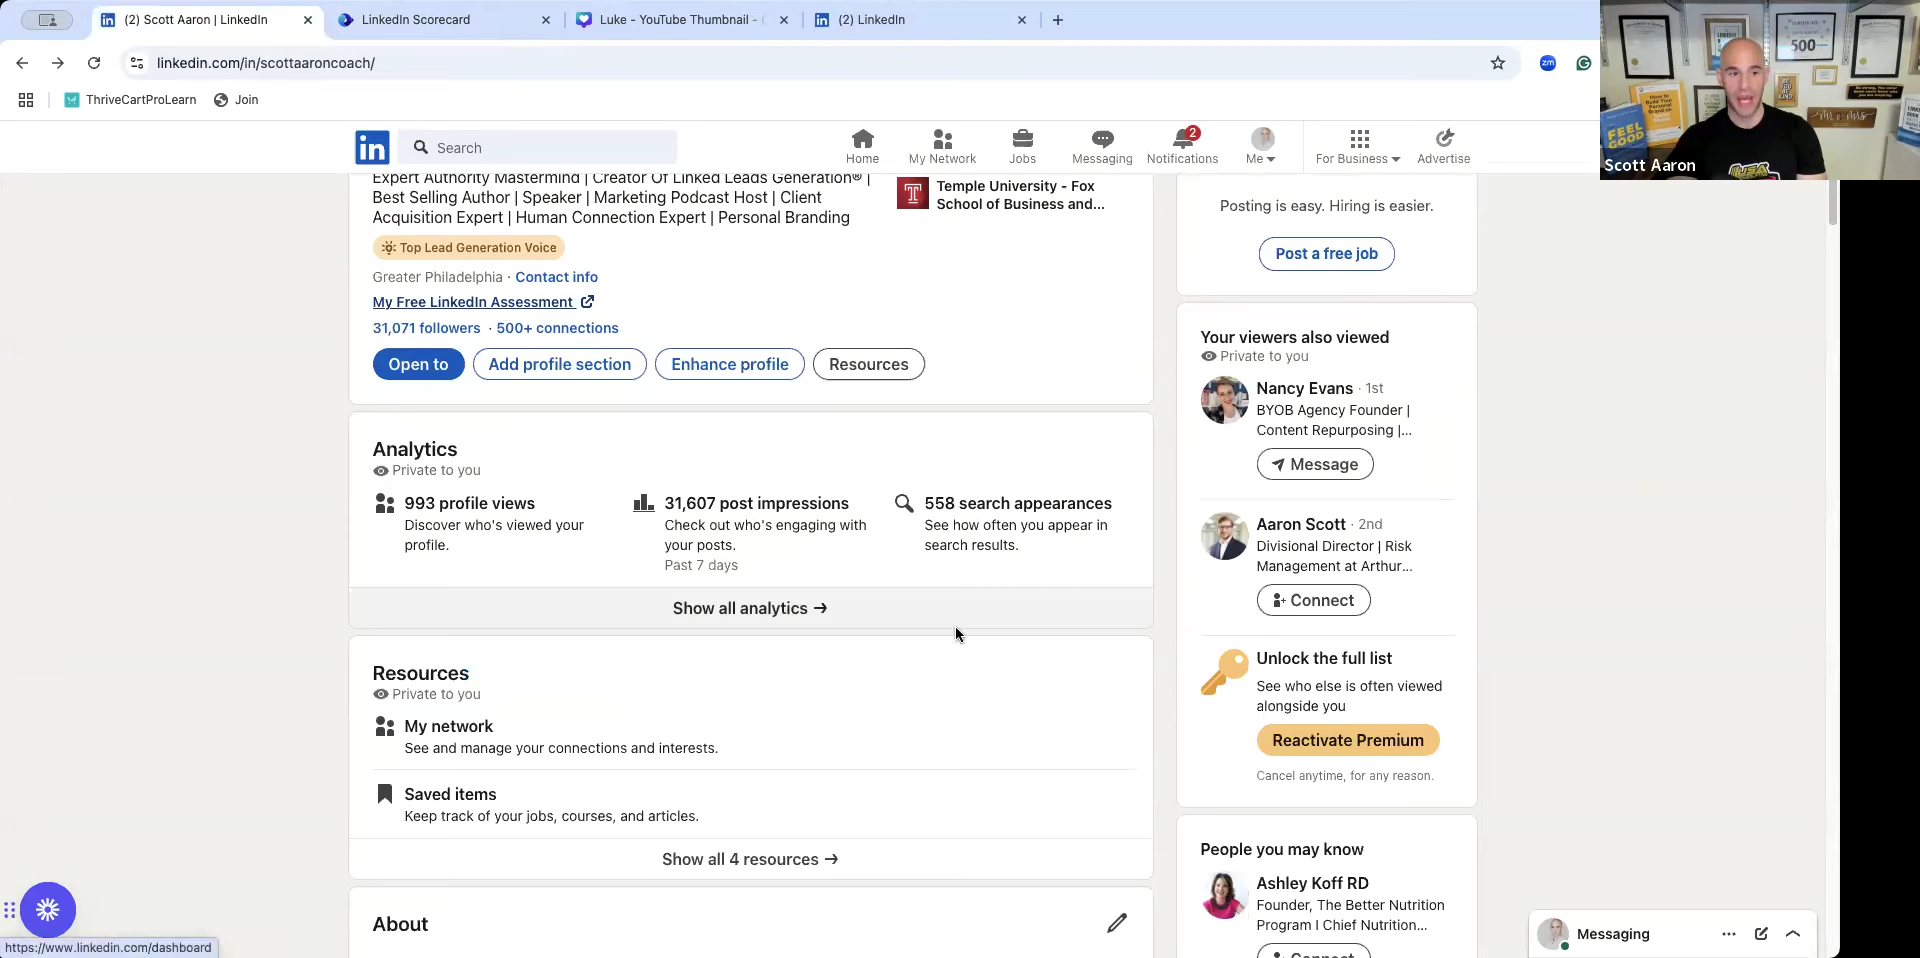 (2) Scott Aaron | LinkedIn
LinkedIn Scorecard
Luke - YouTube Thumbnail -
(2) LinkedIn
linkedin.com/in/scottaaroncoach/
zm
ThriveCartProLearn
Join
in
Search
Home
My Network
Jobs
Messaging
2
Notifications
Me
For Business
Advertise
500
FEEL
GOOD
Mr & Mrs
Scott Aaron
Expert Authority Mastermind | Creator Of Linked Leads Generation® |
Best Selling Author | Speaker | Marketing Podcast Host | Client
Acquisition Expert | Human Connection Expert | Personal Branding
Temple University - Fox
School of Business and...
Top Lead Generation Voice
Greater Philadelphia · Contact info
My Free LinkedIn Assessment
31,071 followers · 500+ connections
Open to
Add profile section
Enhance profile
Resources
Analytics
Private to you
993 profile views
Discover who's viewed your
profile.
31,607 post impressions
Check out who's engaging with
your posts.
Past 7 days
558 search appearances
See how often you appear in
search results.
Show all analytics →
Resources
Private to you
My network
See and manage your connections and interests.
Saved items
Keep track of your jobs, courses, and articles.
Show all 4 resources →
About
Posting is easy. Hiring is easier.
Post a free job
Your viewers also viewed
Private to you
Nancy Evans · 1st
BYOB Agency Founder |
Content Repurposing |...
Message
Aaron Scott · 2nd
Divisional Director | Risk
Management at Arthur...
Connect
Unlock the full list
See who else is often viewed
alongside you
Reactivate Premium
Cancel anytime, for any reason.
People you may know
Ashley Koff RD
Founder, The Better Nutrition
Program I Chief Nutrition...
Connect
Messaging
https://www.linkedin.com/dashboard